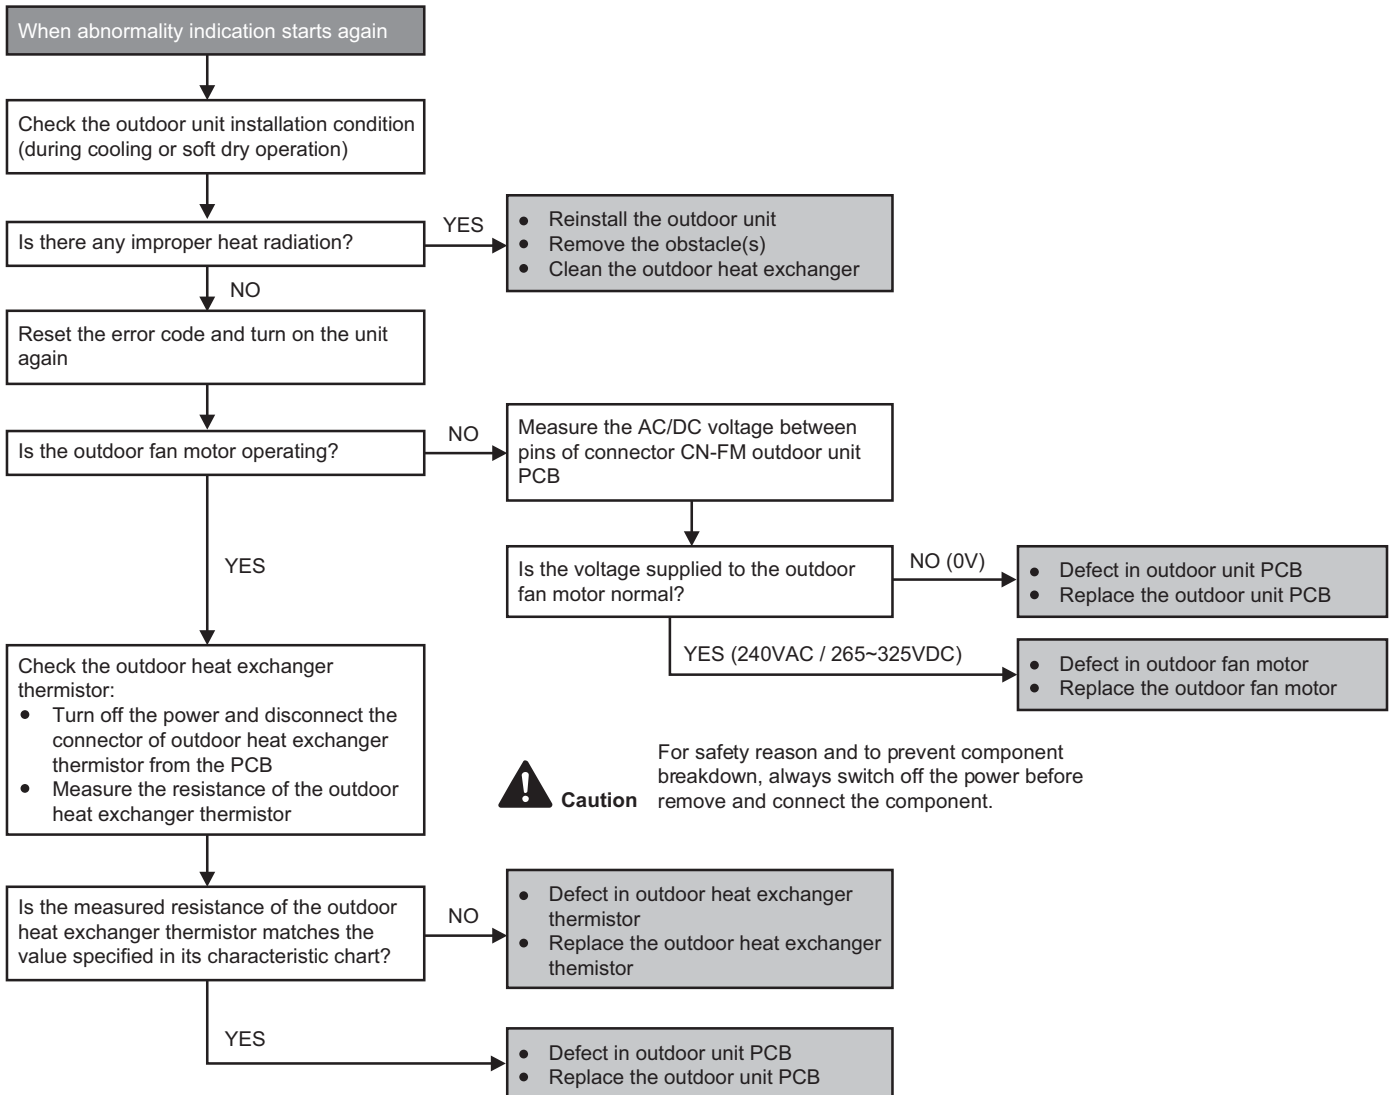 When abnormality indication starts again
Check the outdoor unit installation condition
(during cooling or soft dry operation)
Is there any improper heat radiation?
YES
● Reinstall the outdoor unit
● Remove the obstacle(s)
● Clean the outdoor heat exchanger
NO
Reset the error code and turn on the unit
again
Is the outdoor fan motor operating?
NO
Measure the AC/DC voltage between
pins of connector CN-FM outdoor unit
PCB
Is the voltage supplied to the outdoor
fan motor normal?
NO (0V)
● Defect in outdoor unit PCB
● Replace the outdoor unit PCB
YES (240VAC / 265~325VDC)
● Defect in outdoor fan motor
● Replace the outdoor fan motor
YES
Check the outdoor heat exchanger
thermistor:
● Turn off the power and disconnect the
connector of outdoor heat exchanger
thermistor from the PCB
● Measure the resistance of the outdoor
heat exchanger thermistor
Caution
For safety reason and to prevent component
breakdown, always switch off the power before
remove and connect the component.
Is the measured resistance of the outdoor
heat exchanger thermistor matches the
value specified in its characteristic chart?
NO
● Defect in outdoor heat exchanger
thermistor
● Replace the outdoor heat exchanger
themistor
YES
● Defect in outdoor unit PCB
● Replace the outdoor unit PCB